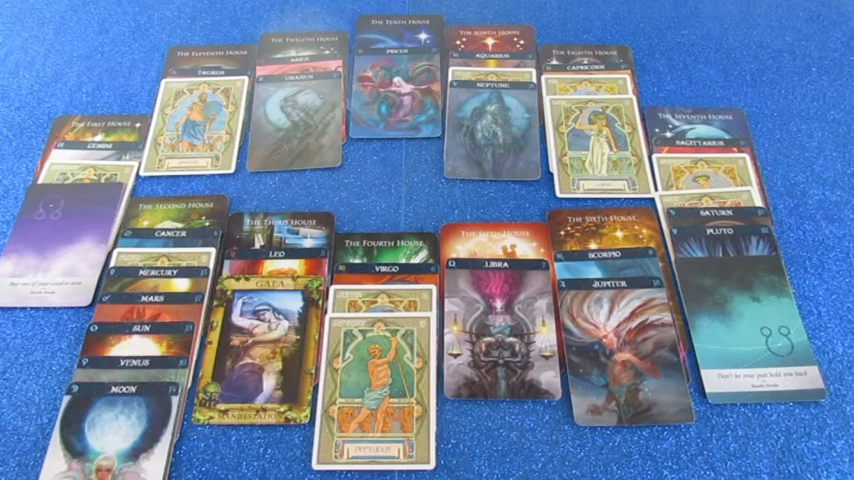 THE TENTH HOUSE
PISCES
THE ELEVENTH HOUSE
TAURUS
THE TWELFTH HOUSE
ARIES
URANUS
THE NINTH HOUSE
AQUARIUS
NEPTUNE
THE EIGHTH HOUSE
CAPRICORN
THE FIRST HOUSE
GEMINI
THE SEVENTH HOUSE
SAGITTARIUS
SATURN
PLUTO
Don't let your past hold you back
South Node
THE SECOND HOUSE
CANCER
MERCURY
MARS
SUN
VENUS
MOON
THE THIRD HOUSE
LEO
GAEA
MANIFESTATION
THE FOURTH HOUSE
VIRGO
THE FIFTH HOUSE
LIBRA
THE SIXTH HOUSE
SCORPIO
JUPITER